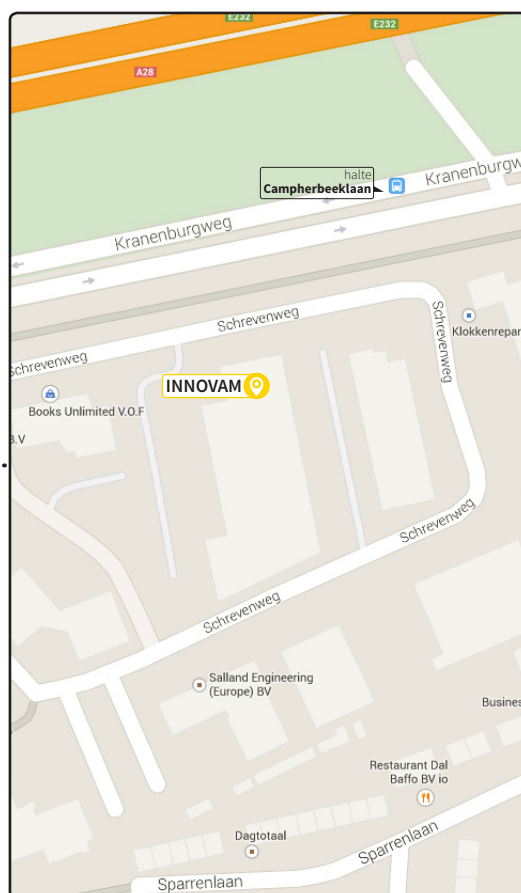 E232
E232
A28
halte
Campherbeeklaan
Kranenburgw
Kranenburgweg
Schrevenweg
Schrevenweg
Klokkenrepar
Schrevenweg
INNOVAM
Books Unlimited V.O.F
B.V
Schrevenweg
Schrevenweg
Salland Engineering
(Europe) BV
Busines
Restaurant Dal
Baffo BV io
Dagtotaal
Sparrenlaan
Sparrenlaan